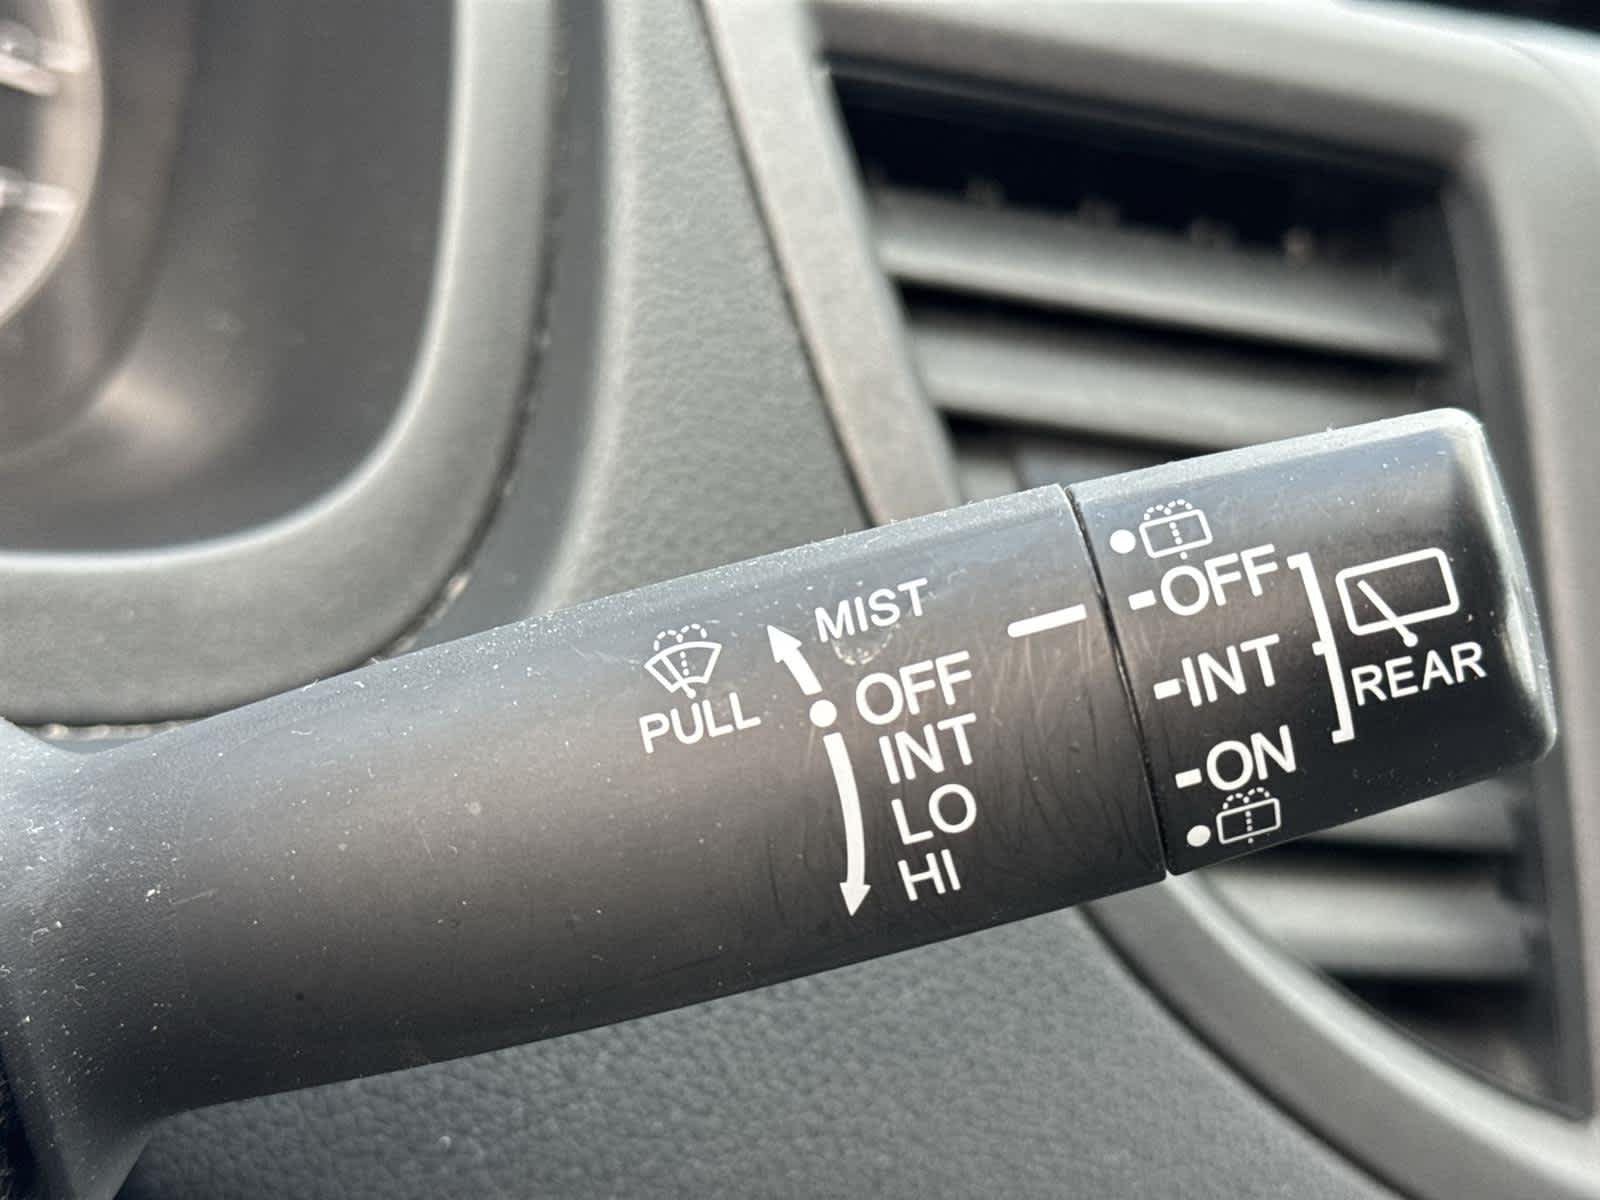 PULL
MIST
OFF
INT
LO
HI
-OFF
-INT
-ON
REAR